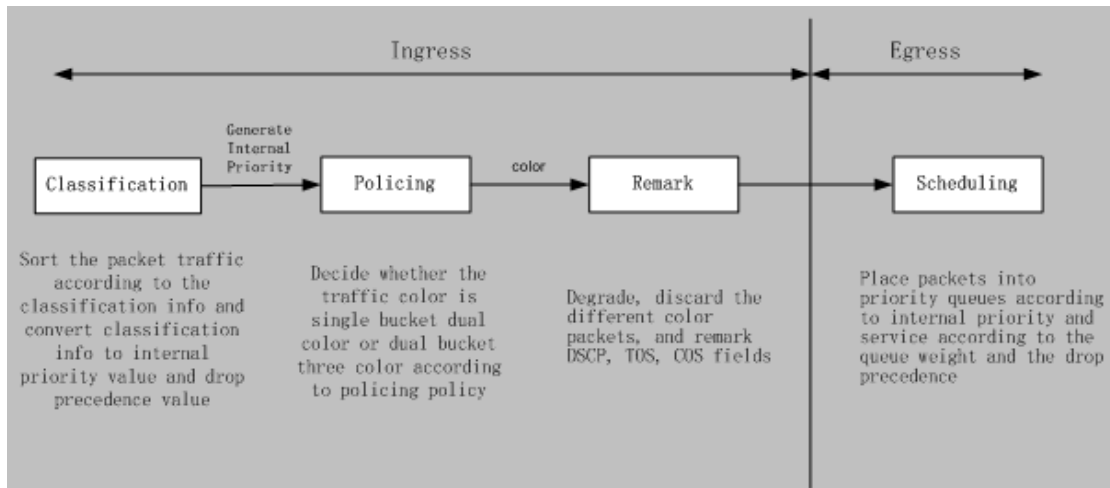 Ingress
Egress
Generate
Internal
Priority
color
Classification
Policing
Remark
Scheduling
Sort the packet traffic
according to the
classification info and
convert classification
info to internal
priority value and drop
precedence value
Decide whether the
traffic color is
single bucket dual
color or dual bucket
three color according
to policing policy
Degrade, discard the
different color
packets, and remark
DSCP, TOS, COS fields
Place packets into
priority queues according
to internal priority and
service according to the
queue weight and the drop
precedence